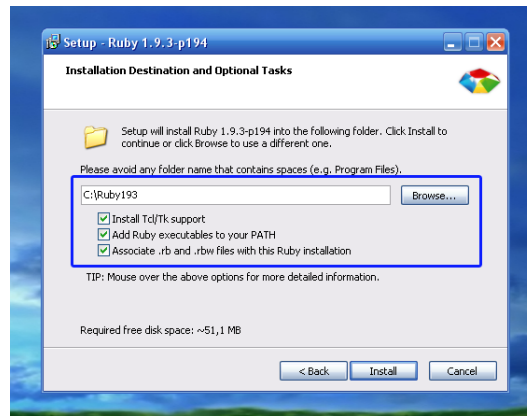 Setup - Ruby 1.9.3-p194
Installation Destination and Optional Tasks
Setup will install Ruby 1.9.3-p194 into the following folder. Click Install to
continue or click Browse to use a different one.
Please avoid any folder name that contains spaces (e.g. Program Files).
C:\Ruby193
Browse...
Install Tcl/Tk support
Add Ruby executables to your PATH
Associate .rb and .rbw files with this Ruby installation
TIP: Mouse over the above options for more detailed information.
Required free disk space: ~51,1 MB
< Back Install Cancel